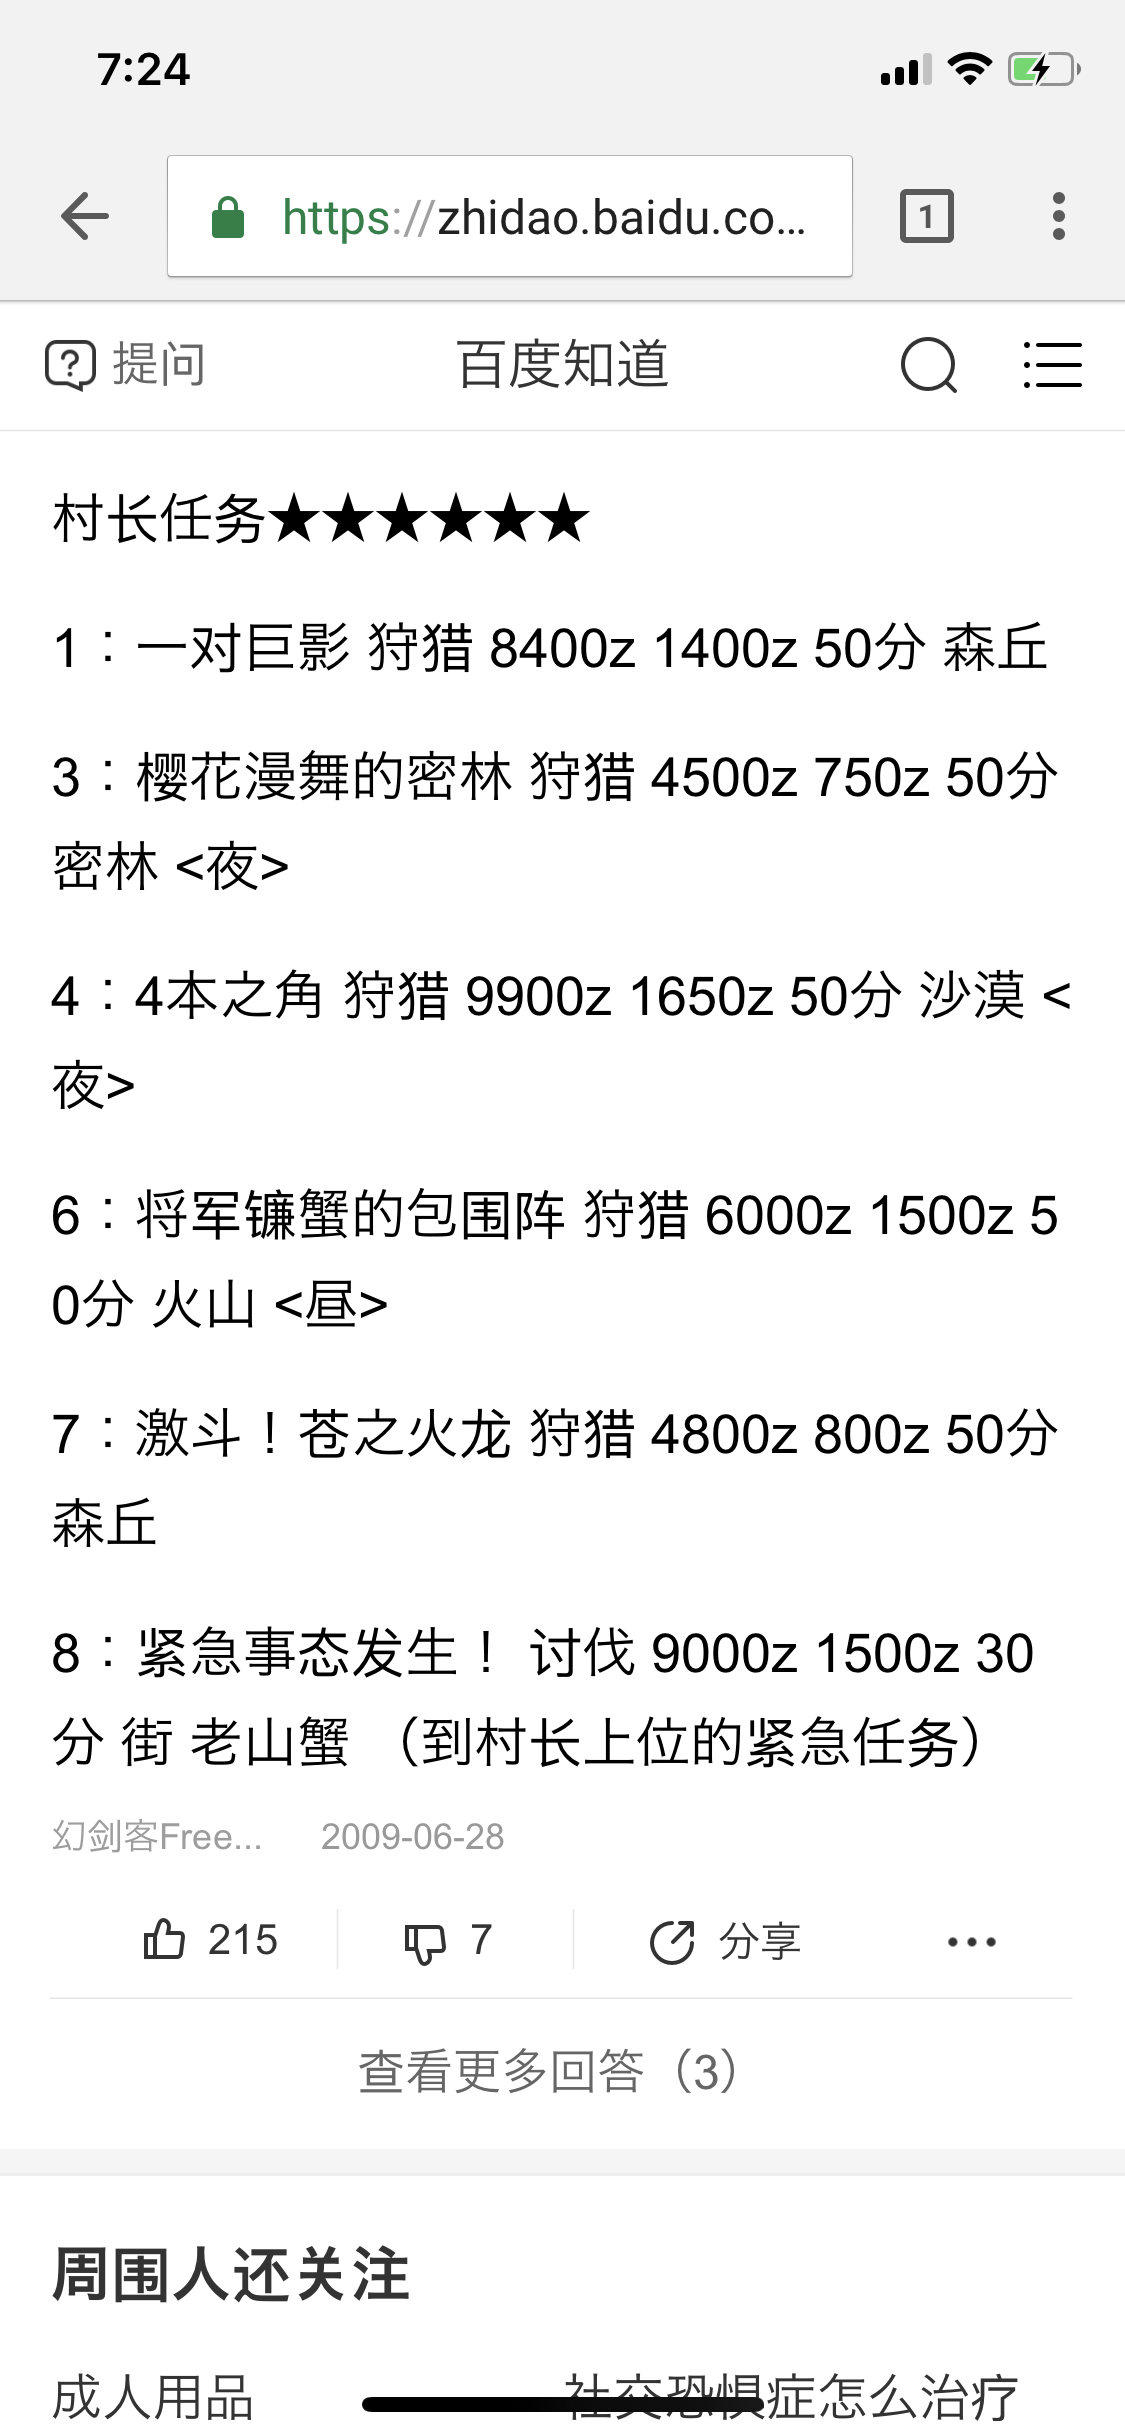 7:24
https://zhidao.baidu.co...
1
提问
百度知道
村长任务★★★★★★
1：一对巨影 狩猎 8400z 1400z 50分 森丘
3：樱花漫舞的密林 狩猎 4500z 750z 50分
密林 <夜>
4：4本之角 狩猎 9900z 1650z 50分 沙漠 <
夜>
6：将军镰蟹的包围阵 狩猎 6000z 1500z 5
0分 火山 <昼>
7：激斗！苍之火龙 狩猎 4800z 800z 50分
森丘
8：紧急事态发生！ 讨伐 9000z 1500z 30
分 街 老山蟹 （到村长上位的紧急任务）
幻剑客Free... 2009-06-28
215
7
分享
查看更多回答（3）
周围人还关注
成人用品
社交恐惧症怎么治疗